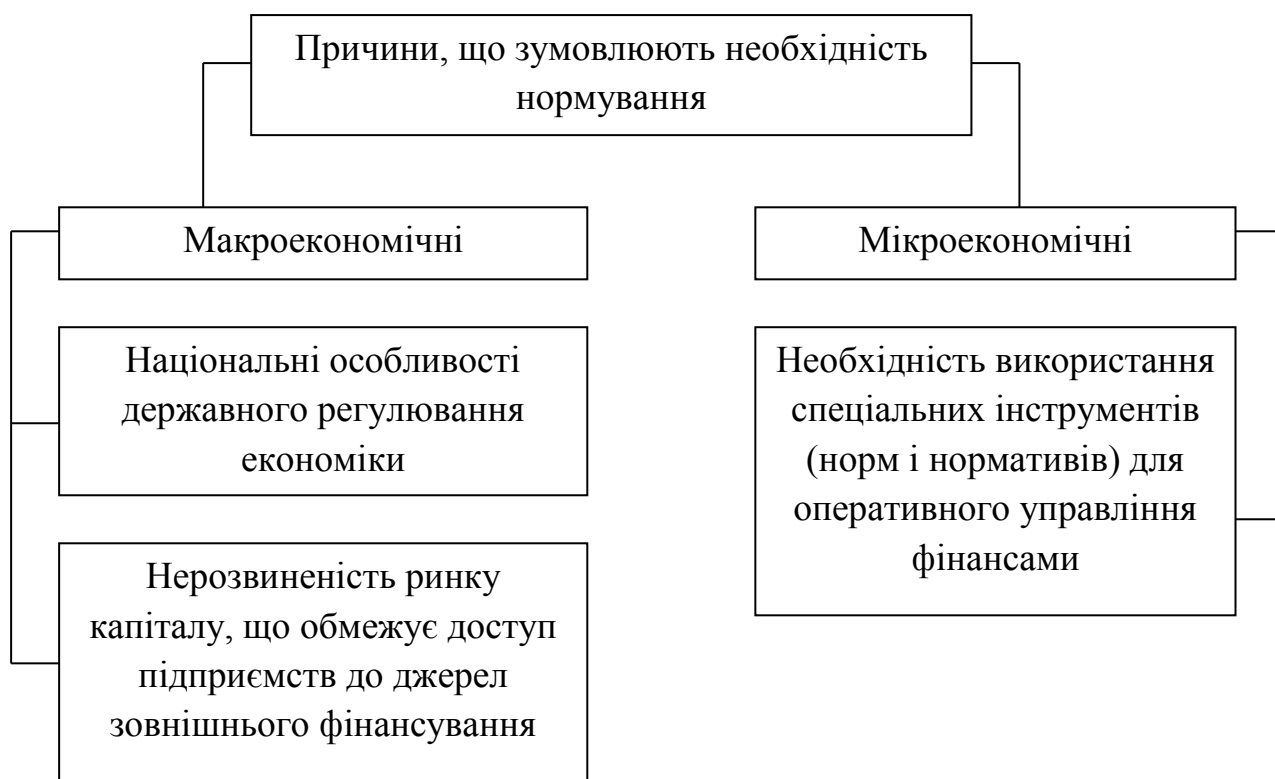 Причини, що зумовлюють необхідність
нормування
Макроекономічні
Мікроекономічні
Національні особливості
державного регулювання
економіки
Необхідність використання
спеціальних інструментів
(норм і нормативів) для
оперативного управління
фінансами
Нерозвиненість ринку
капіталу, що обмежує доступ
підприємств до джерел
зовнішнього фінансування